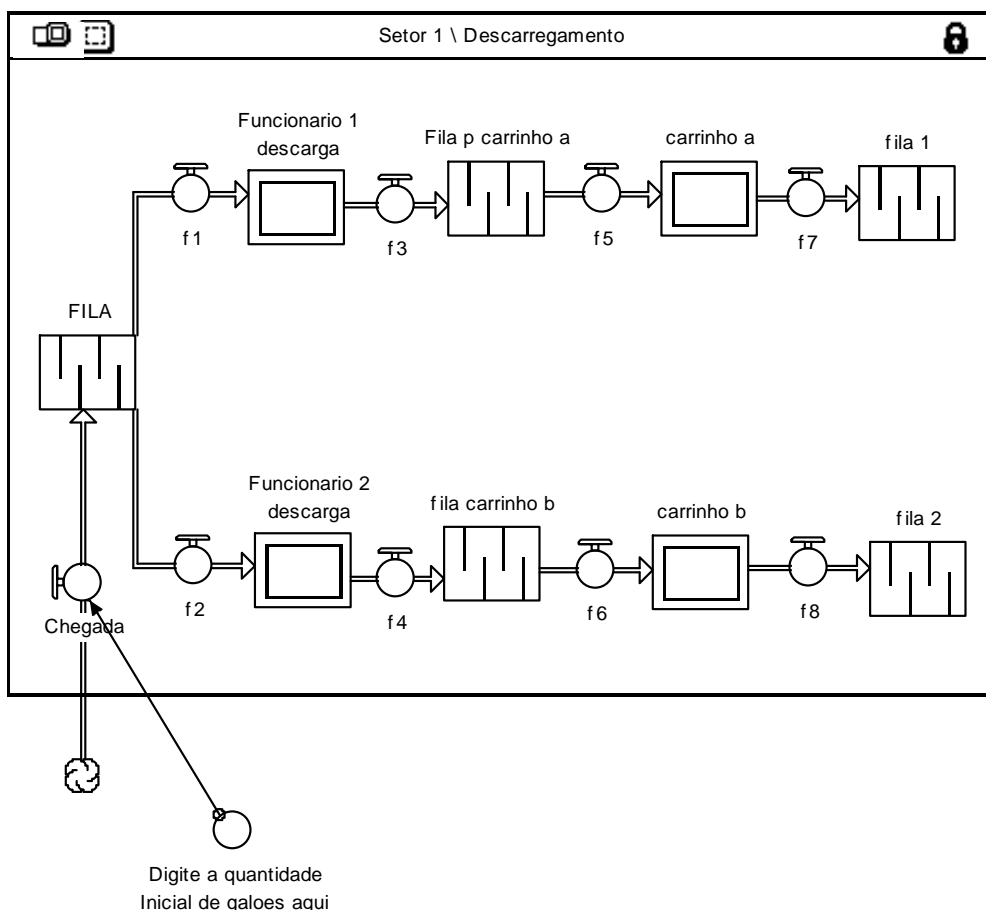 Setor 1 \ Descarregamento
Funcionario 1
descarga
Fila p carrinho a
carrinho a
fila 1
f1
f3
f5
f7
FILA
Funcionario 2
descarga
fila carrinho b
carrinho b
fila 2
f2
f4
f6
f8
Chegada
Digite a quantidade
Inicial de galoes aqui